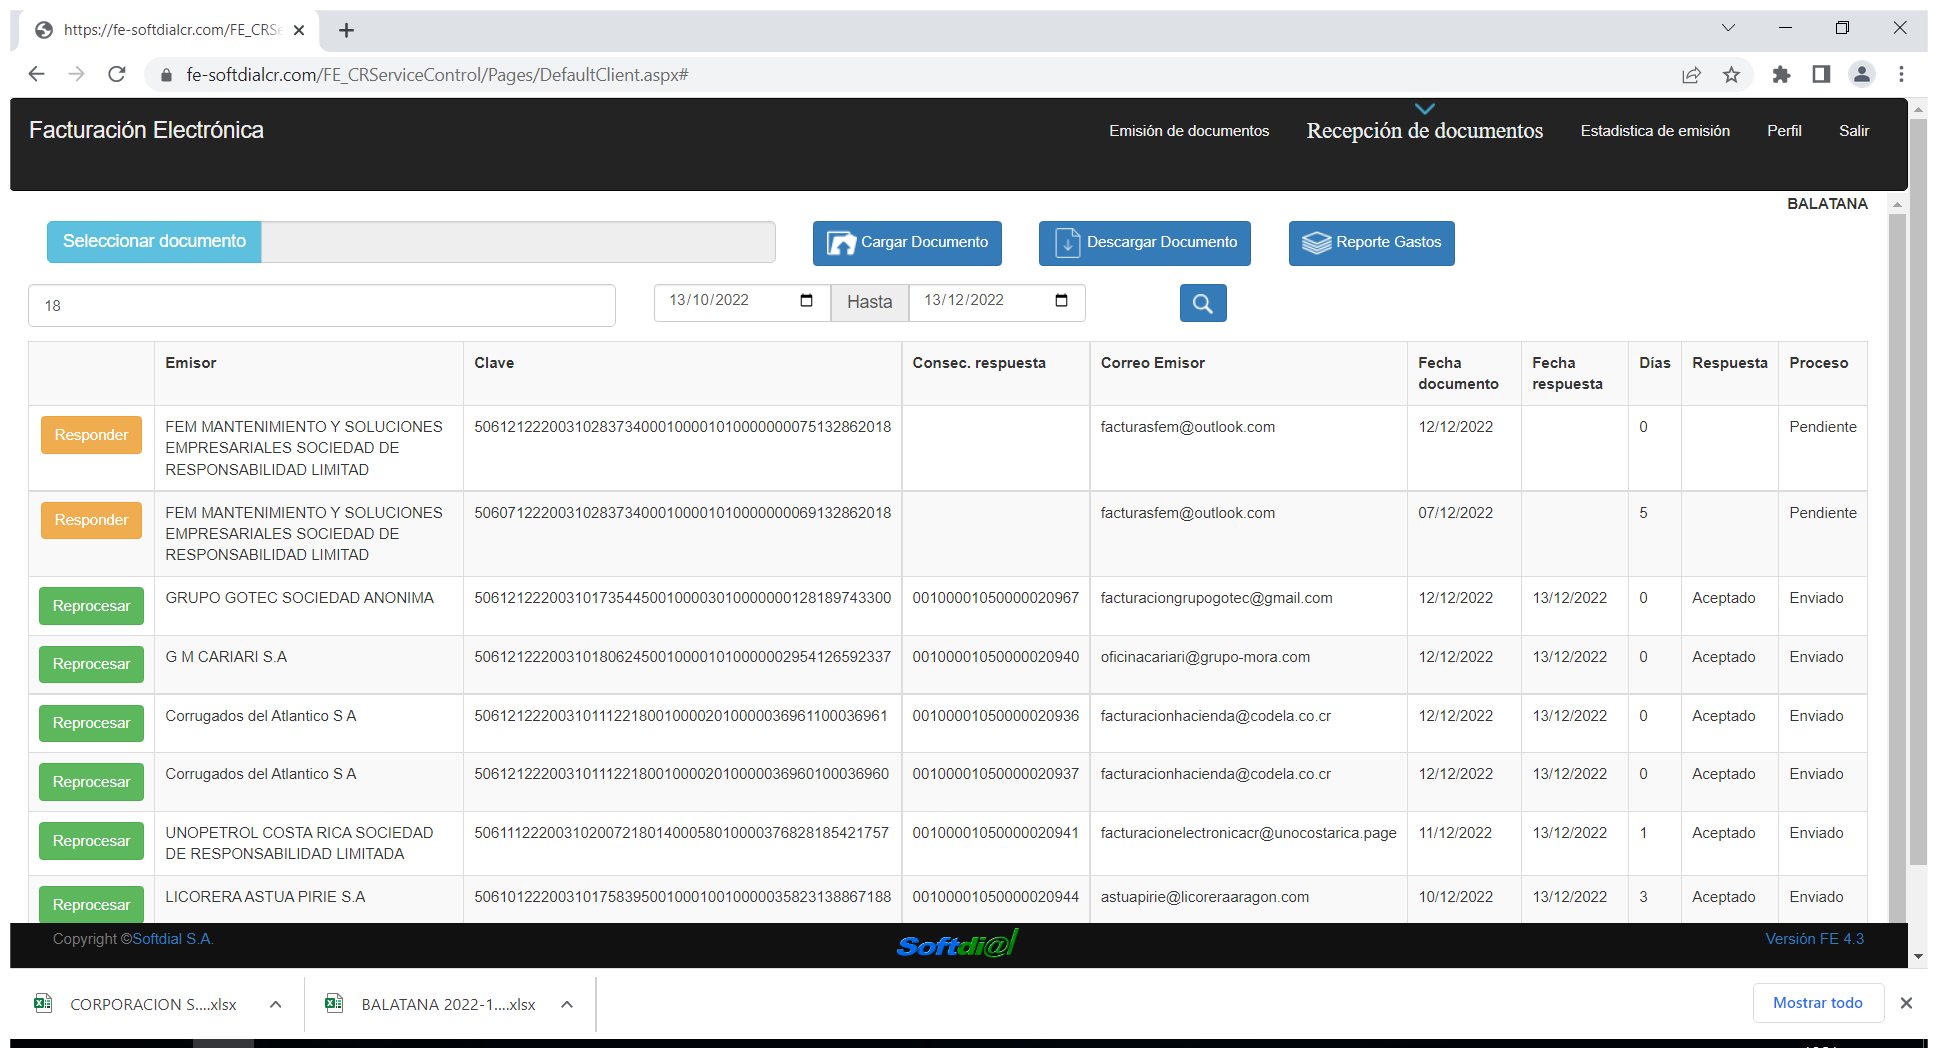 https://fe-softdialcr.com/FE_CRSe
fe-softdialcr.com/FE_CRServiceControl/Pages/DefaultClient.aspx#
Facturación Electrónica
Emisión de documentos
Recepción de documentos
Estadistica de emisión
Perfil
Salir
BALATANA
Seleccionar documento
Cargar Documento
Descargar Documento
Reporte Gastos
18
13/10/2022
Hasta
13/12/2022
Emisor
Clave
Consec. respuesta
Correo Emisor
Fecha
documento
Fecha
respuesta
Días
Respuesta
Proceso
Responder
FEM MANTENIMIENTO Y SOLUCIONES
EMPRESARIALES SOCIEDAD DE
RESPONSABILIDAD LIMITAD
50612122200310283734000100001010000000075132862018
facturasfem@outlook.com
12/12/2022
0
Pendiente
Responder
FEM MANTENIMIENTO Y SOLUCIONES
EMPRESARIALES SOCIEDAD DE
RESPONSABILIDAD LIMITAD
50607122200310283734000100001010000000069132862018
facturasfem@outlook.com
07/12/2022
5
Pendiente
Reprocesar
GRUPO GOTEC SOCIEDAD ANONIMA
50612122200310173544500100003010000000128189743300
00100001050000020967
facturaciongrupogotec@gmail.com
12/12/2022
13/12/2022
0
Aceptado
Enviado
Reprocesar
G M CARIARI S.A
50612122200310180624500100001010000002954126592337
00100001050000020940
oficinacariari@grupo-mora.com
12/12/2022
13/12/2022
0
Aceptado
Enviado
Reprocesar
Corrugados del Atlantico S A
50612122200310111221800100002010000036961100036961
00100001050000020936
facturacionhacienda@codela.co.cr
12/12/2022
13/12/2022
0
Aceptado
Enviado
Reprocesar
Corrugados del Atlantico S A
50612122200310111221800100002010000036960100036960
00100001050000020937
facturacionhacienda@codela.co.cr
12/12/2022
13/12/2022
0
Aceptado
Enviado
Reprocesar
UNOPETROL COSTA RICA SOCIEDAD
DE RESPONSABILIDAD LIMITADA
50611122200310200721801400058010000376828185421757
00100001050000020941
facturacionelectronicacr@unocostarica.page
11/12/2022
13/12/2022
1
Aceptado
Enviado
Reprocesar
LICORERA ASTUA PIRIE S.A
50610122200310175839500100010010000035823138867188
00100001050000020944
astuapirie@licoreraaragon.com
10/12/2022
13/12/2022
3
Aceptado
Enviado
Copyright ©Softdial S.A.
Softdi@l
Versión FE 4.3
CORPORACION S....xlsx
BALATANA 2022-1....xlsx
Mostrar todo